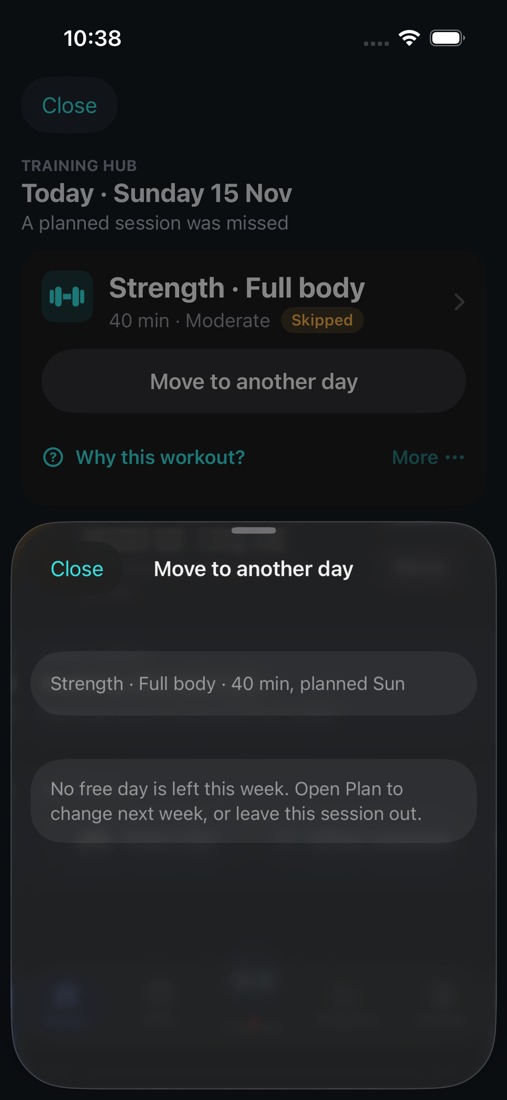 10:38
Close
TRAINING HUB
Today · Sunday 15 Nov
A planned session was missed
Strength · Full body
40 min · Moderate Skipped
Move to another day
Why this workout? More ···
Close Move to another day
Strength · Full body · 40 min, planned Sun
No free day is left this week. Open Plan to
change next week, or leave this session out.